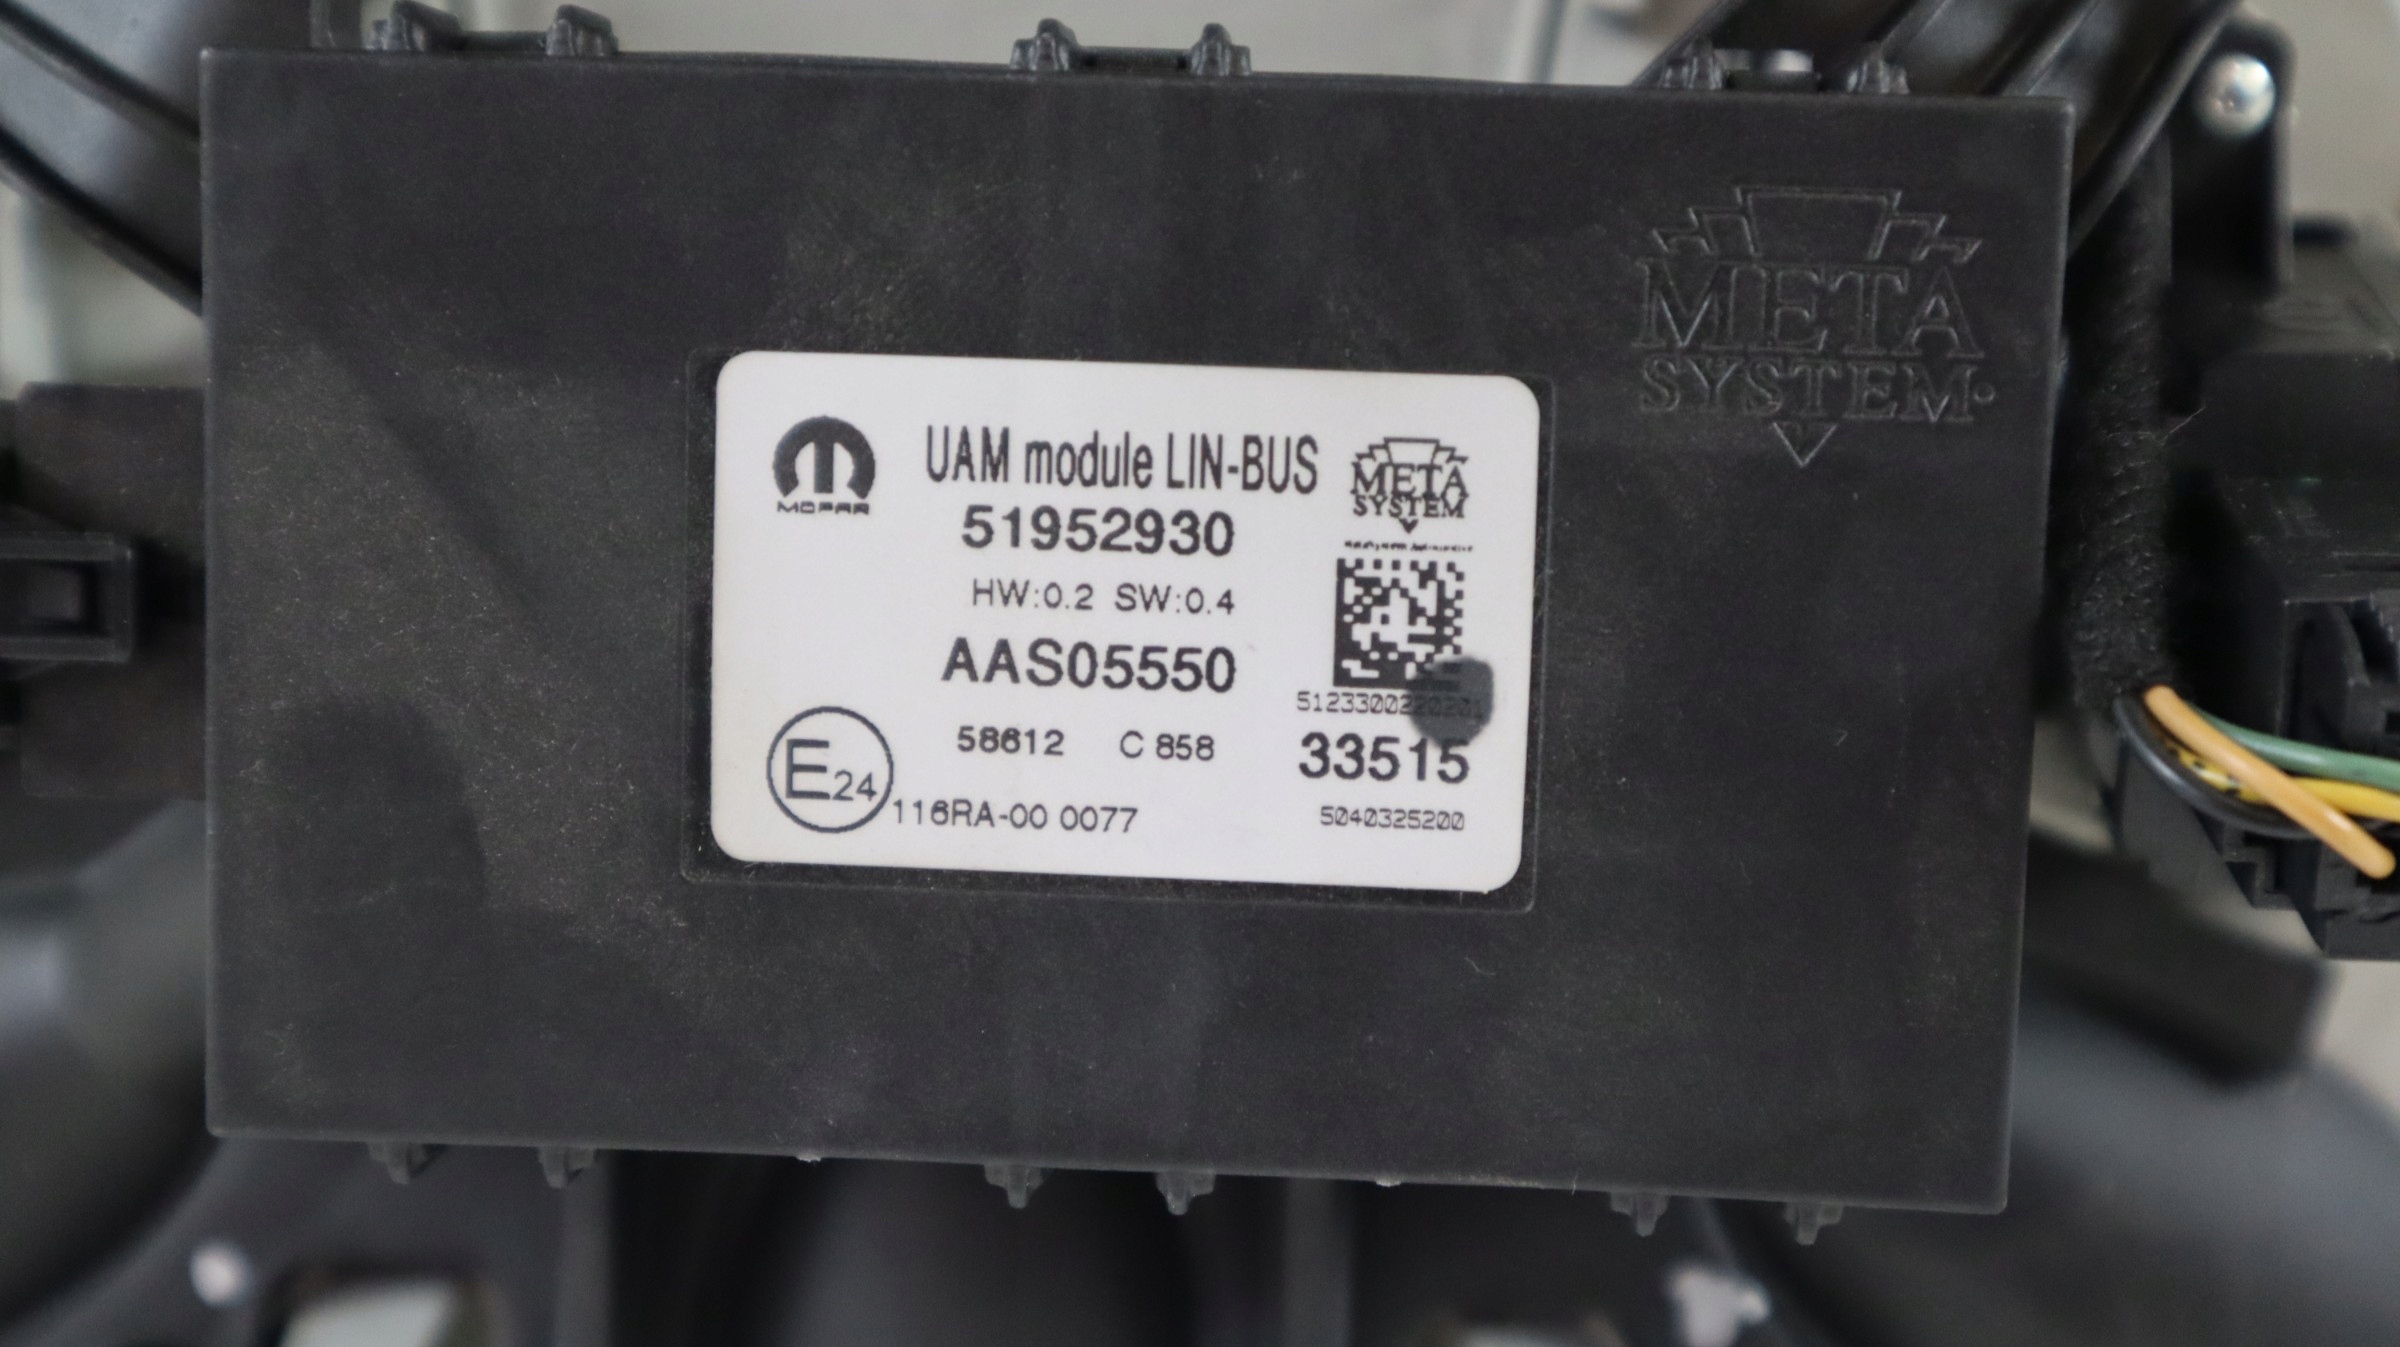 META
SYSTEM
MOPAR
UAM module LIN-BUS
META
SYSTEM
51952930
HW:0.2 SW:0.4
AAS05550
5123300220201
58612 C 858
33515
E24
116RA-00 0077
5040325200